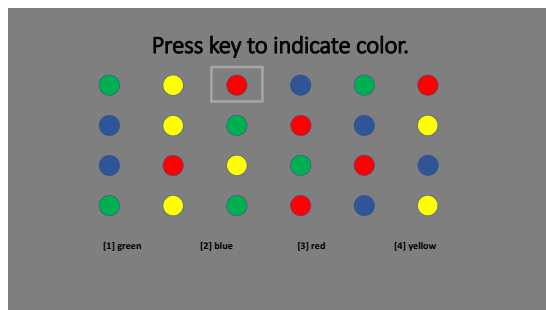 Press key to indicate color.
[1] green [2] blue [3] red [4] yellow